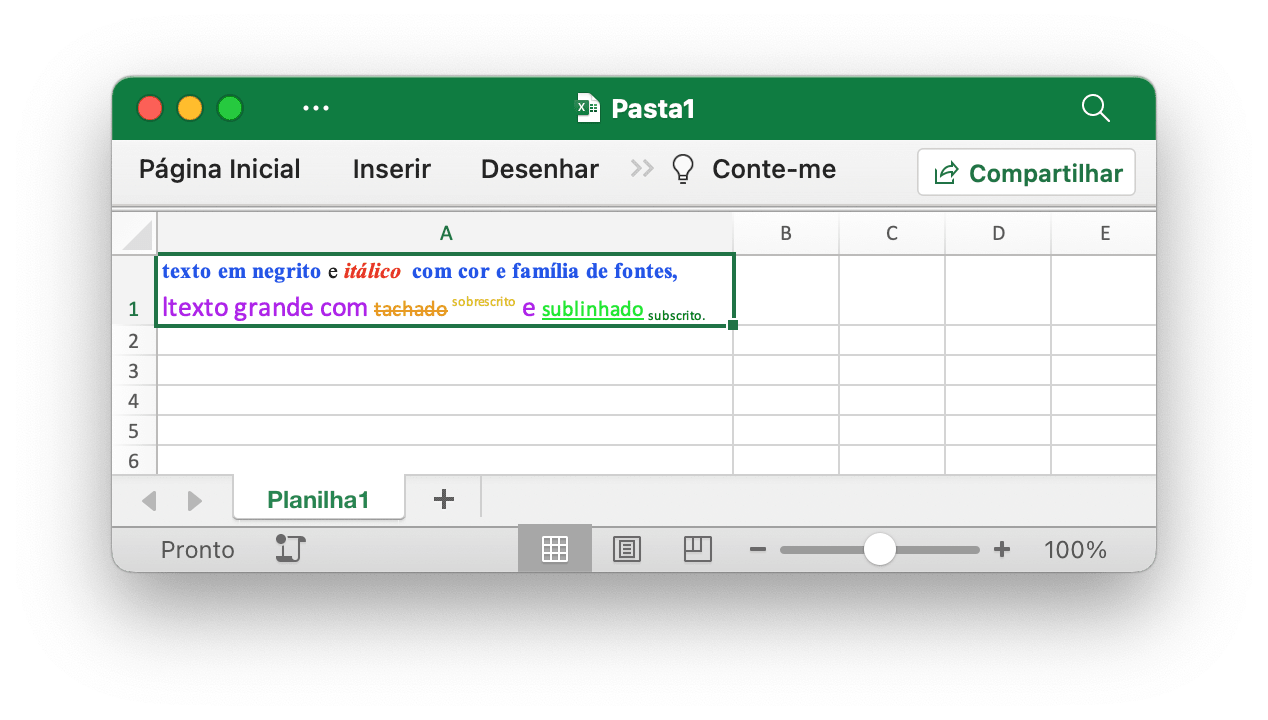 Pasta1
Página Inicial Inserir Desenhar Conte-me Compartilhar
A B C D E
texto em negrito e itálico com cor e família de fontes,
1 ltexto grande com tachado sobrescrito e sublinhado subscrito.
2
3
4
5
6
Planilha1
Pronto 100%